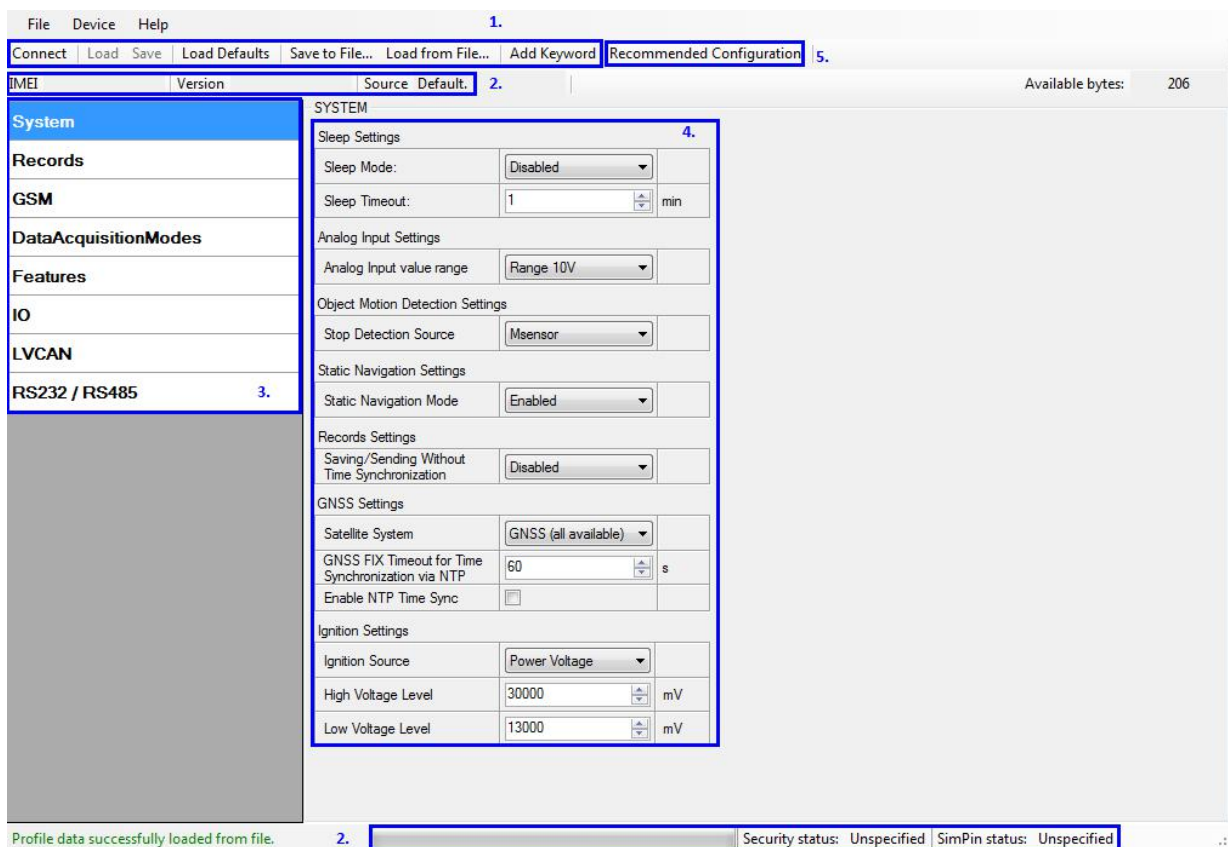 File Device Help 1.
Connect Load Save Load Defaults Save to File... Load from File... Add Keyword Recommended Configuration 5.
IMEI Version Source Default. 2. Available bytes: 206
System
Records
GSM
DataAcquisitionModes
Features
IO
LVCAN
RS232 / RS485 3.
SYSTEM
4.
Sleep Settings
Sleep Mode: Disabled
Sleep Timeout: 1 min
Analog Input Settings
Analog Input value range Range 10V
Object Motion Detection Settings
Stop Detection Source Msensor
Static Navigation Settings
Static Navigation Mode Enabled
Records Settings
Saving/Sending Without
Time Synchronization Disabled
GNSS Settings
Satellite System GNSS (all available)
GNSS FIX Timeout for Time
Synchronization via NTP 60 s
Enable NTP Time Sync
Ignition Settings
Ignition Source Power Voltage
High Voltage Level 30000 mV
Low Voltage Level 13000 mV
Profile data successfully loaded from file. 2. Security status: Unspecified SimPin status: Unspecified